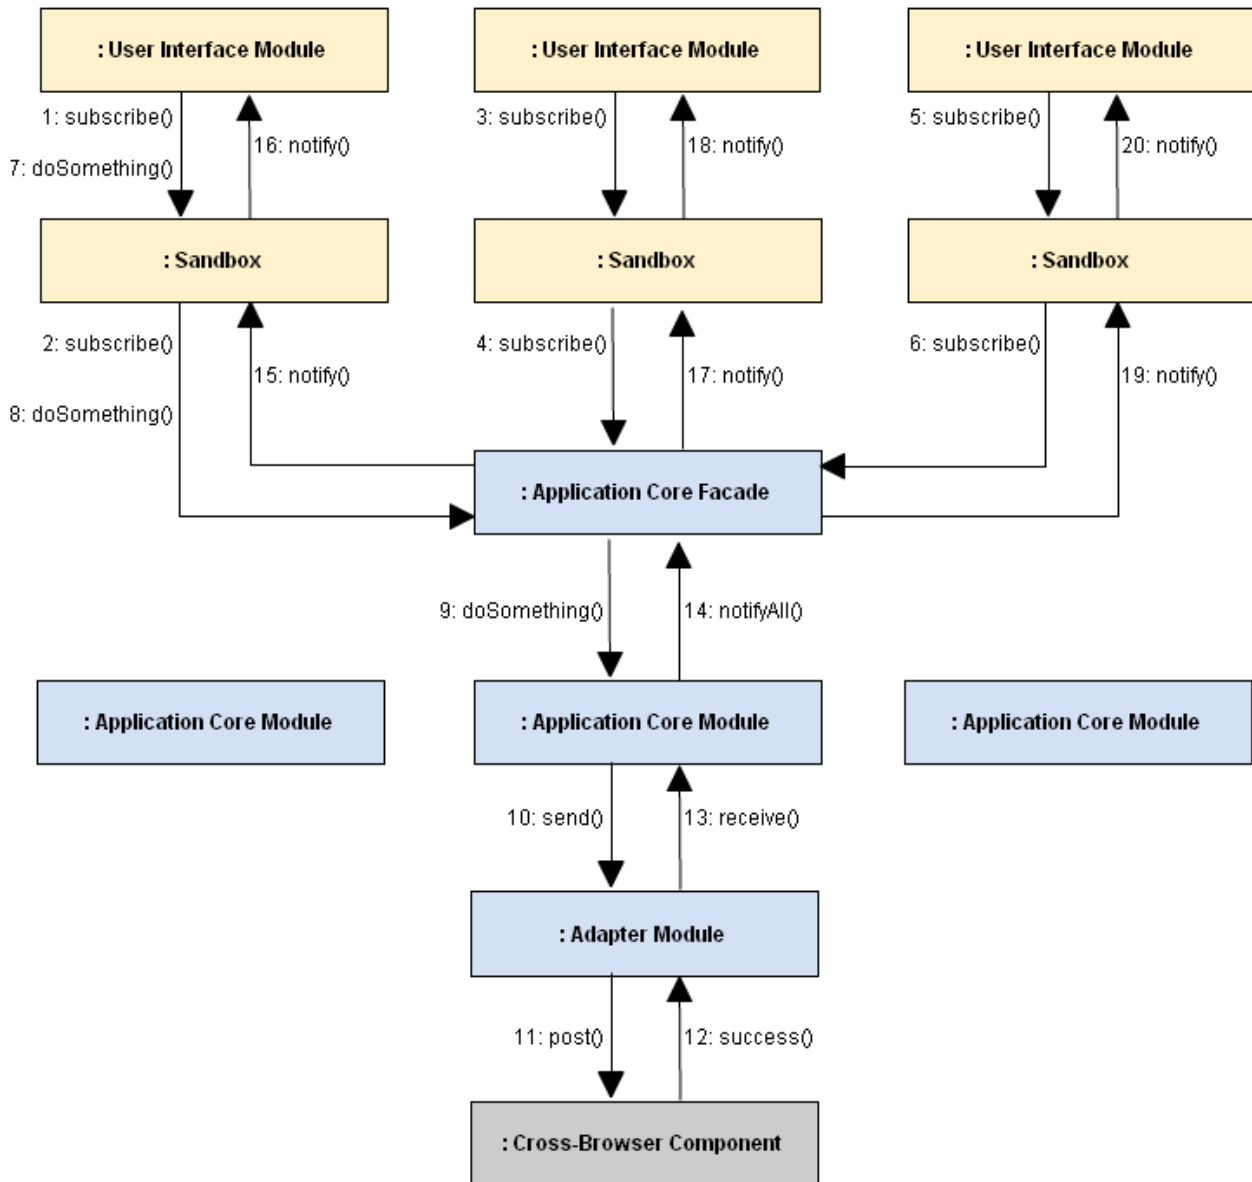 : User Interface Module
: User Interface Module
: User Interface Module
1: subscribe()
16: notify()
7: doSomething()
3: subscribe()
18: notify()
5: subscribe()
20: notify()
: Sandbox
: Sandbox
: Sandbox
2: subscribe()
15: notify()
8: doSomething()
4: subscribe()
17: notify()
6: subscribe()
19: notify()
: Application Core Facade
9: doSomething()
14: notifyAll()
: Application Core Module
: Application Core Module
: Application Core Module
10: send()
13: receive()
: Adapter Module
11: post()
12: success()
: Cross-Browser Component